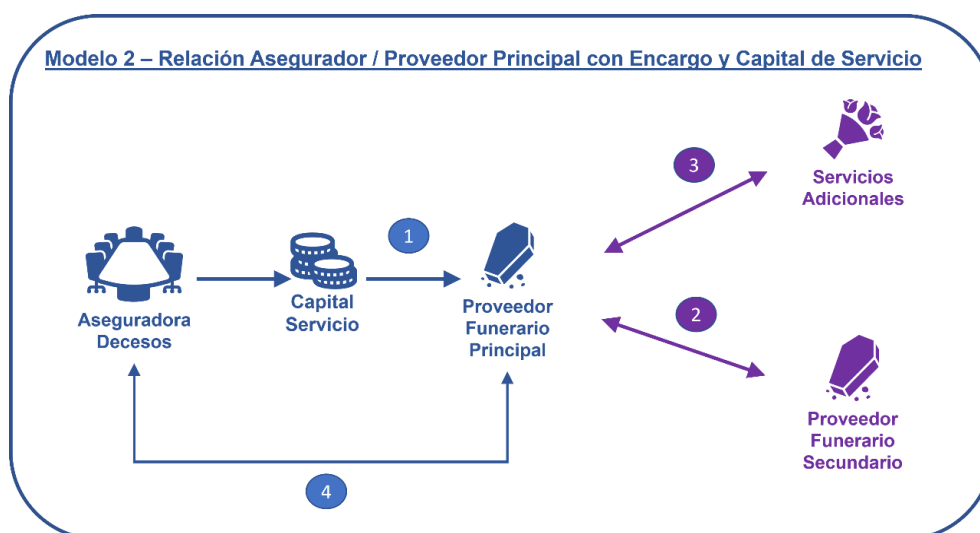 Modelo 2 – Relación Asegurador / Proveedor Principal con Encargo y Capital de Servicio
3
Servicios
Adicionales
1
Aseguradora
Decesos
Capital
Servicio
Proveedor
Funerario
Principal
2
Proveedor
Funerario
Secundario
4